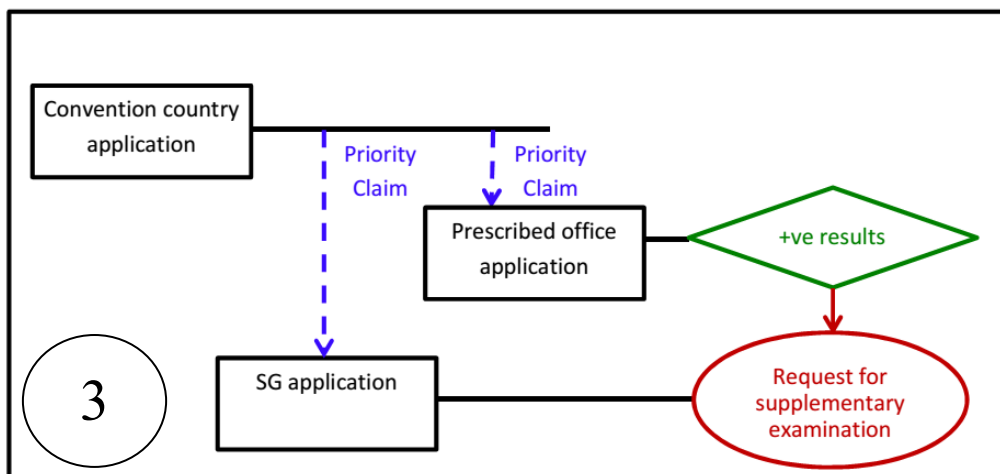 Convention country
application
Priority
Claim
Priority
Claim
Prescribed office
application
+ve results
SG application
Request for
supplementary
examination
3